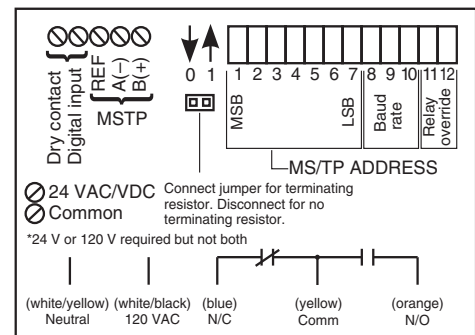 0 1 1 2 3 4 5 6 7 8 9 10 11 12
Dry contact
Digital input
REF
A(−)
B(+)
MSTP
MSB
LSB
Baud
rate
Relay
override
MS/TP ADDRESS
24 VAC/VDC
Common
Connect jumper for terminating
resistor. Disconnect for no
terminating resistor.
*24 V or 120 V required but not both
(white/yellow) (white/black) (blue) (yellow) (orange)
Neutral 120 VAC N/C Comm N/O